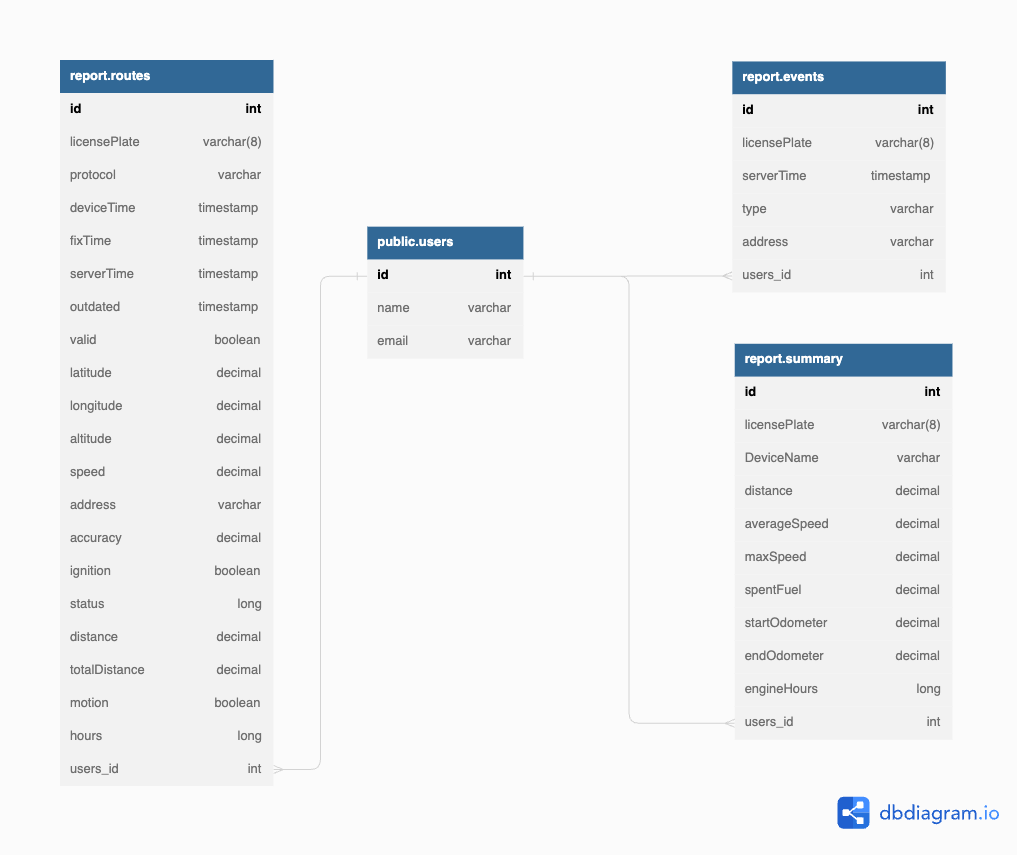 report.routes
id int
licensePlate varchar(8)
protocol varchar
deviceTime timestamp
fixTime timestamp
serverTime timestamp
outdated timestamp
valid boolean
latitude decimal
longitude decimal
altitude decimal
speed decimal
address varchar
accuracy decimal
ignition boolean
status long
distance decimal
totalDistance decimal
motion boolean
hours long
users_id int
public.users
id int
name varchar
email varchar
report.events
id int
licensePlate varchar(8)
serverTime timestamp
type varchar
address varchar
users_id int
report.summary
id int
licensePlate varchar(8)
DeviceName varchar
distance decimal
averageSpeed decimal
maxSpeed decimal
spentFuel decimal
startOdometer decimal
endOdometer decimal
engineHours long
users_id int
dbdiagram.io